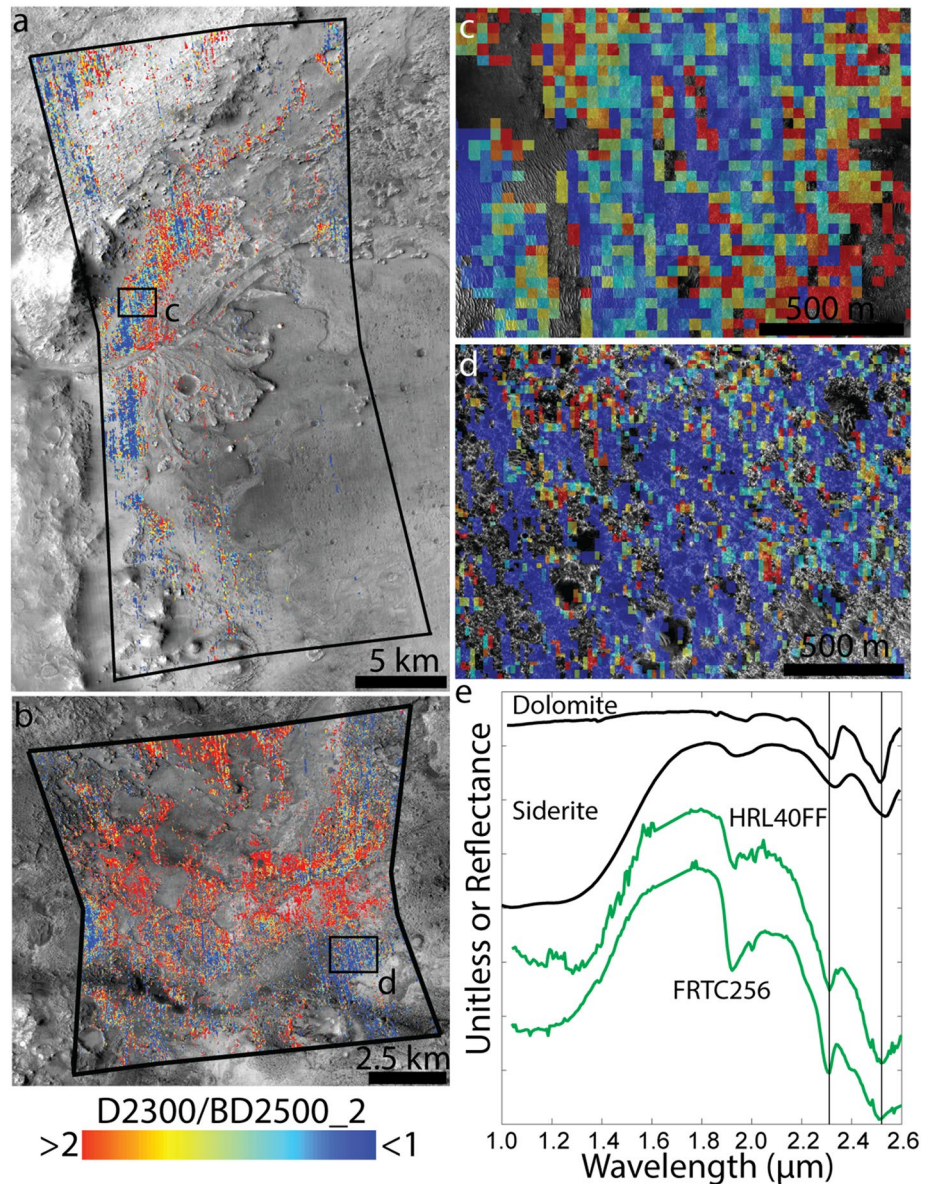 a
c
5 km
b
d
2.5 km
D2300/BD2500_2
>2
<1
c
500 m
d
500 m
e
Dolomite
Siderite
HRL40FF
FRTC256
Unitless or Reflectance
1.0 1.2 1.4 1.6 1.8 2.0 2.2 2.4 2.6
Wavelength (μm)